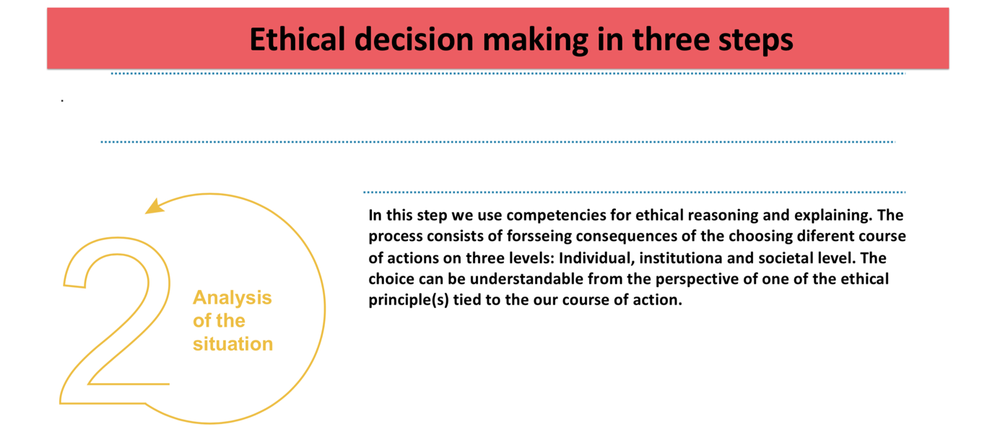 Ethical decision making in three steps
.
2
Analysis
of the
situation
In this step we use competencies for ethical reasoning and explaining. The
process consists of forsseing consequences of the choosing diferent course
of actions on three levels: Individual, institutiona and societal level. The
choice can be understandable from the perspective of one of the ethical
principle(s) tied to the our course of action.